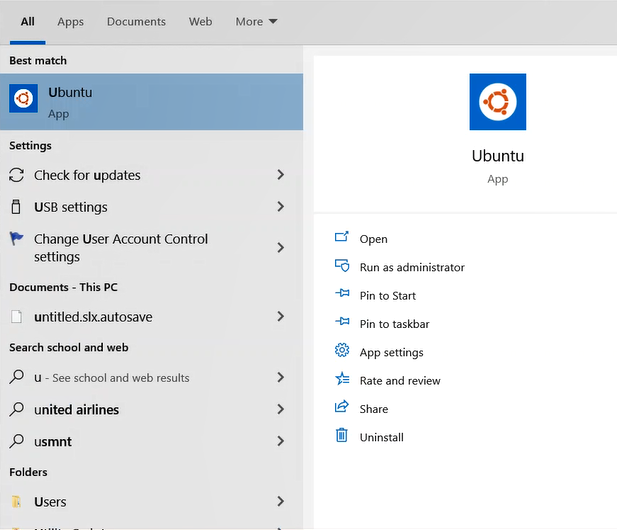 All Apps Documents Web More
Best match
Ubuntu
App
Settings
Check for updates
USB settings
Change User Account Control
settings
Documents - This PC
untitled.slx.autosave
Search school and web
u - See school and web results
united airlines
usmnt
Folders
Users
Ubuntu
App
Open
Run as administrator
Pin to Start
Pin to taskbar
App settings
Rate and review
Share
Uninstall